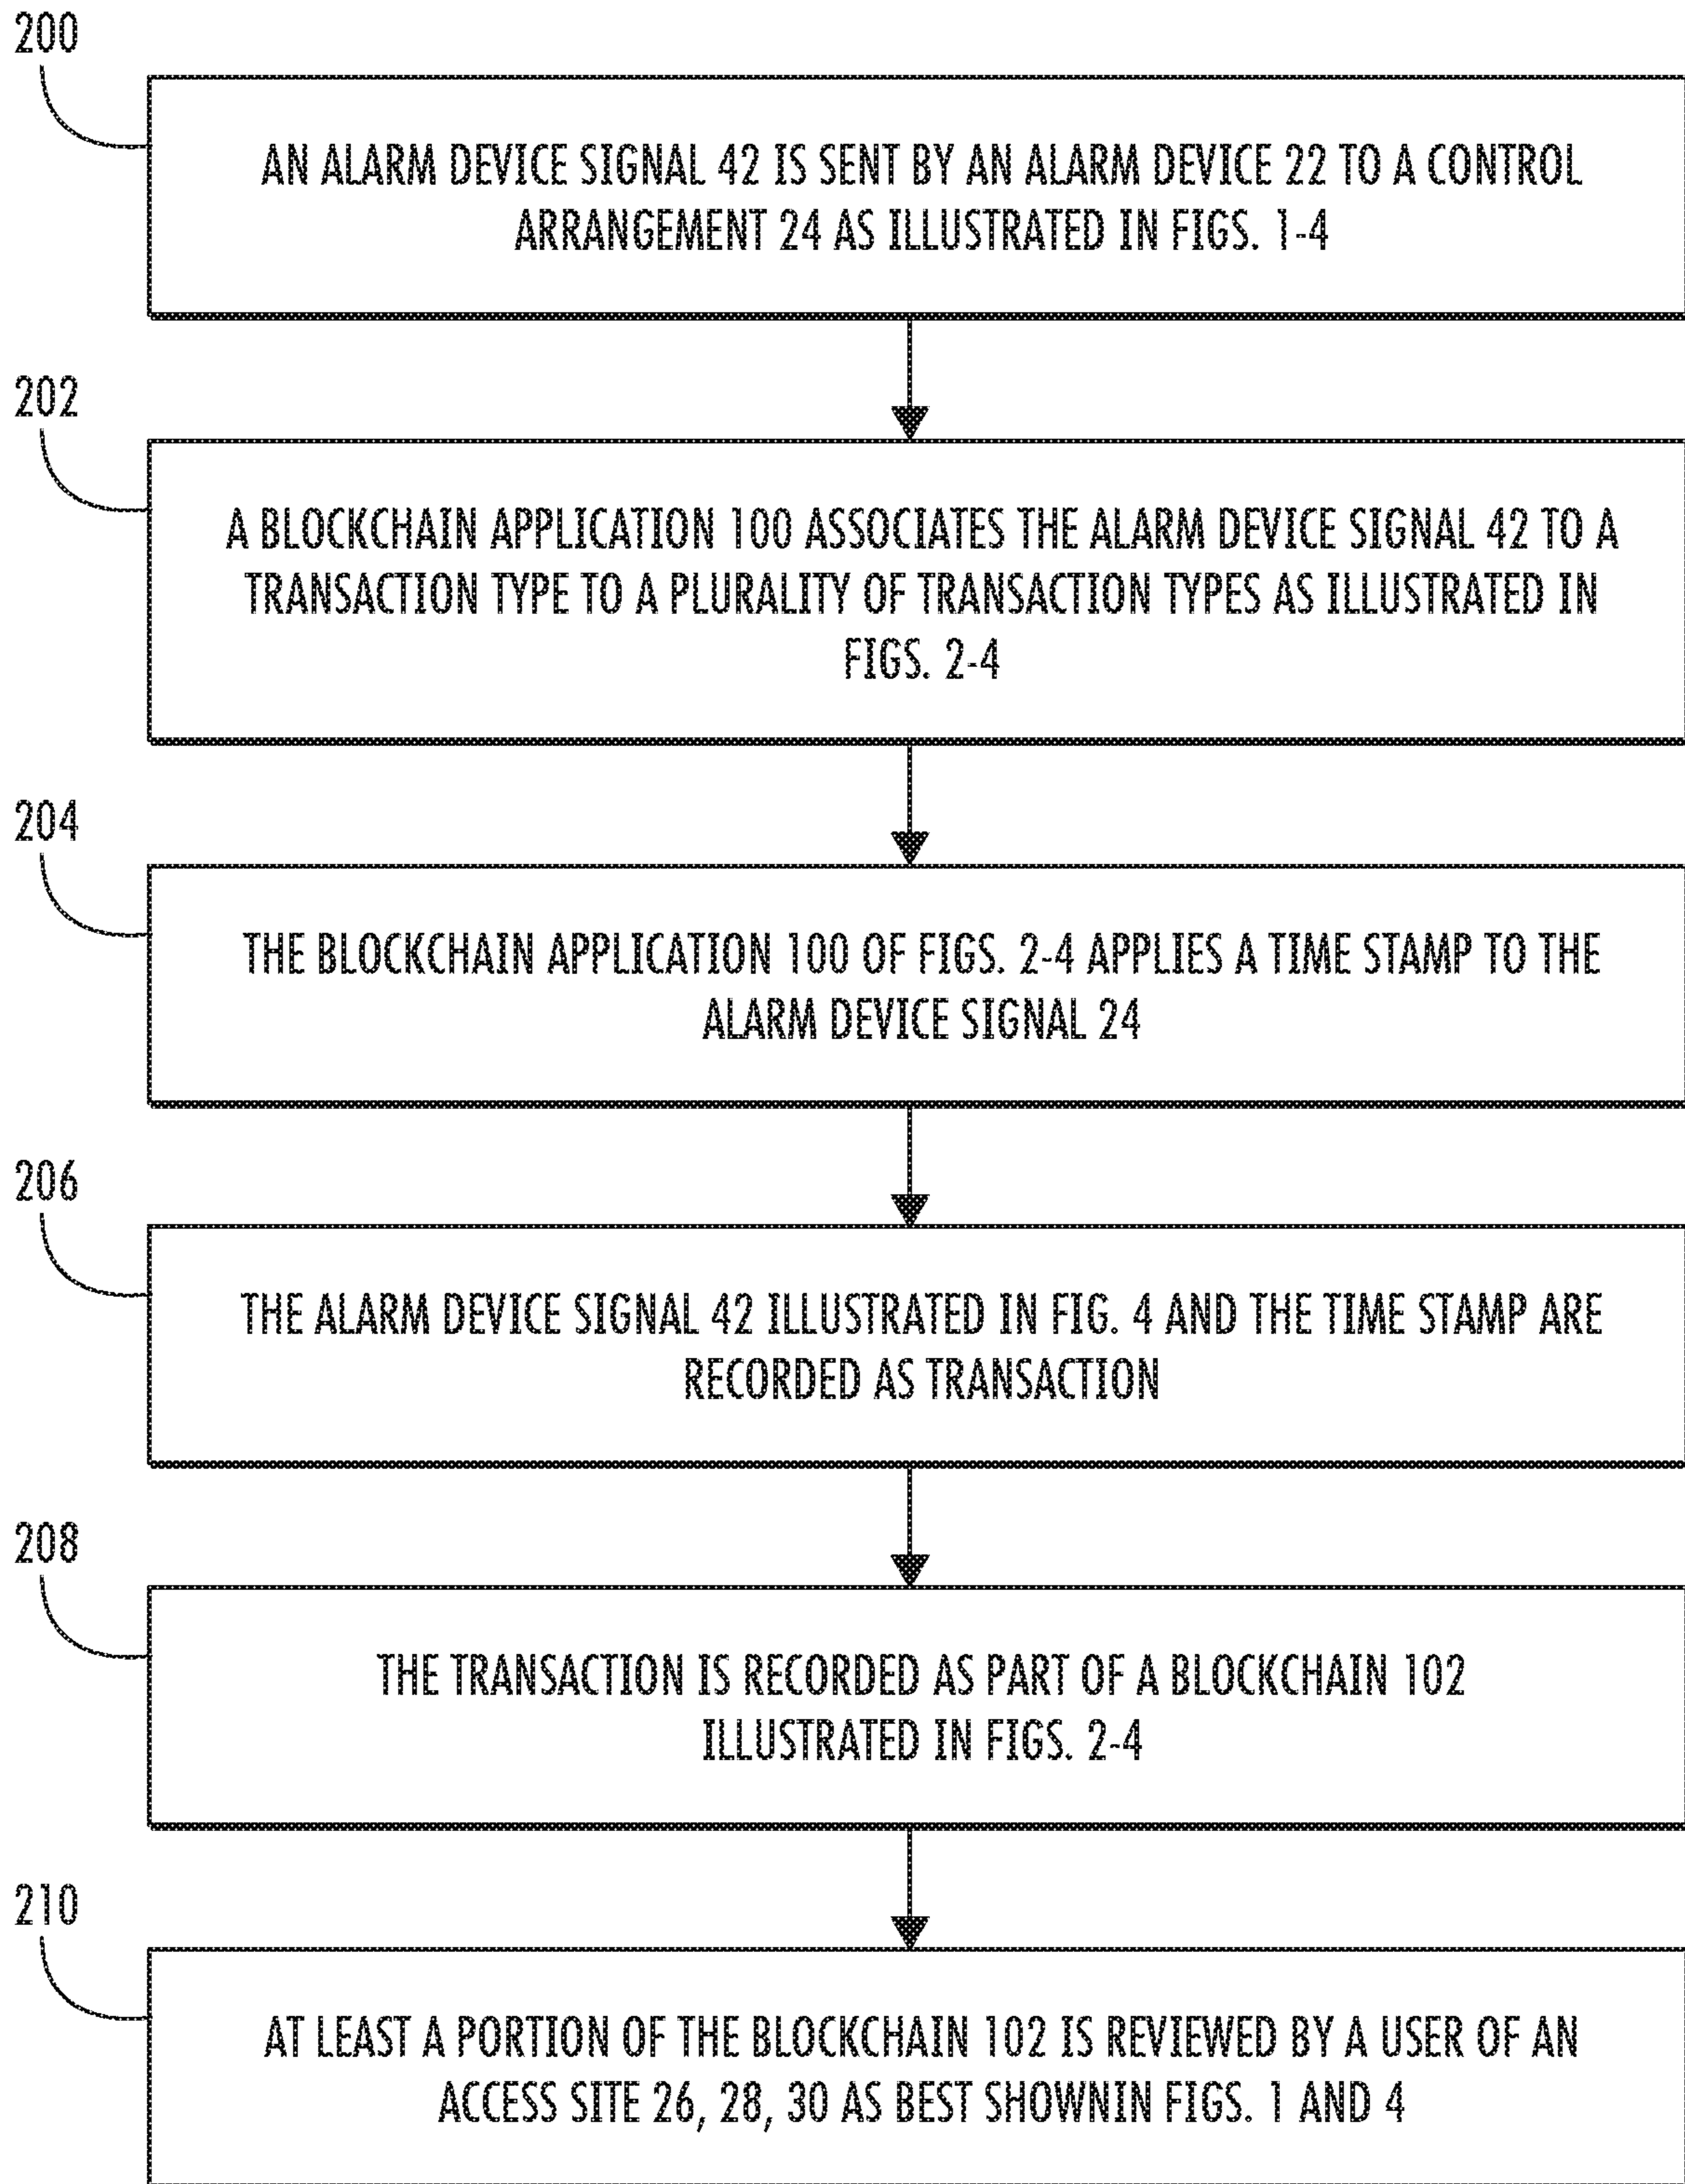 200
AN ALARM DEVICE SIGNAL 42 IS SENT BY AN ALARM DEVICE 22 TO A CONTROL
ARRANGEMENT 24 AS ILLUSTRATED IN FIGS. 1-4
202
A BLOCKCHAIN APPLICATION 100 ASSOCIATES THE ALARM DEVICE SIGNAL 42 TO A
TRANSACTION TYPE TO A PLURALITY OF TRANSACTION TYPES AS ILLUSTRATED IN
FIGS. 2-4
204
THE BLOCKCHAIN APPLICATION 100 OF FIGS. 2-4 APPLIES A TIME STAMP TO THE
ALARM DEVICE SIGNAL 24
206
THE ALARM DEVICE SIGNAL 42 ILLUSTRATED IN FIG. 4 AND THE TIME STAMP ARE
RECORDED AS TRANSACTION
208
THE TRANSACTION IS RECORDED AS PART OF A BLOCKCHAIN 102
ILLUSTRATED IN FIGS. 2-4
210
AT LEAST A PORTION OF THE BLOCKCHAIN 102 IS REVIEWED BY A USER OF AN
ACCESS SITE 26, 28, 30 AS BEST SHOWNIN FIGS. 1 AND 4